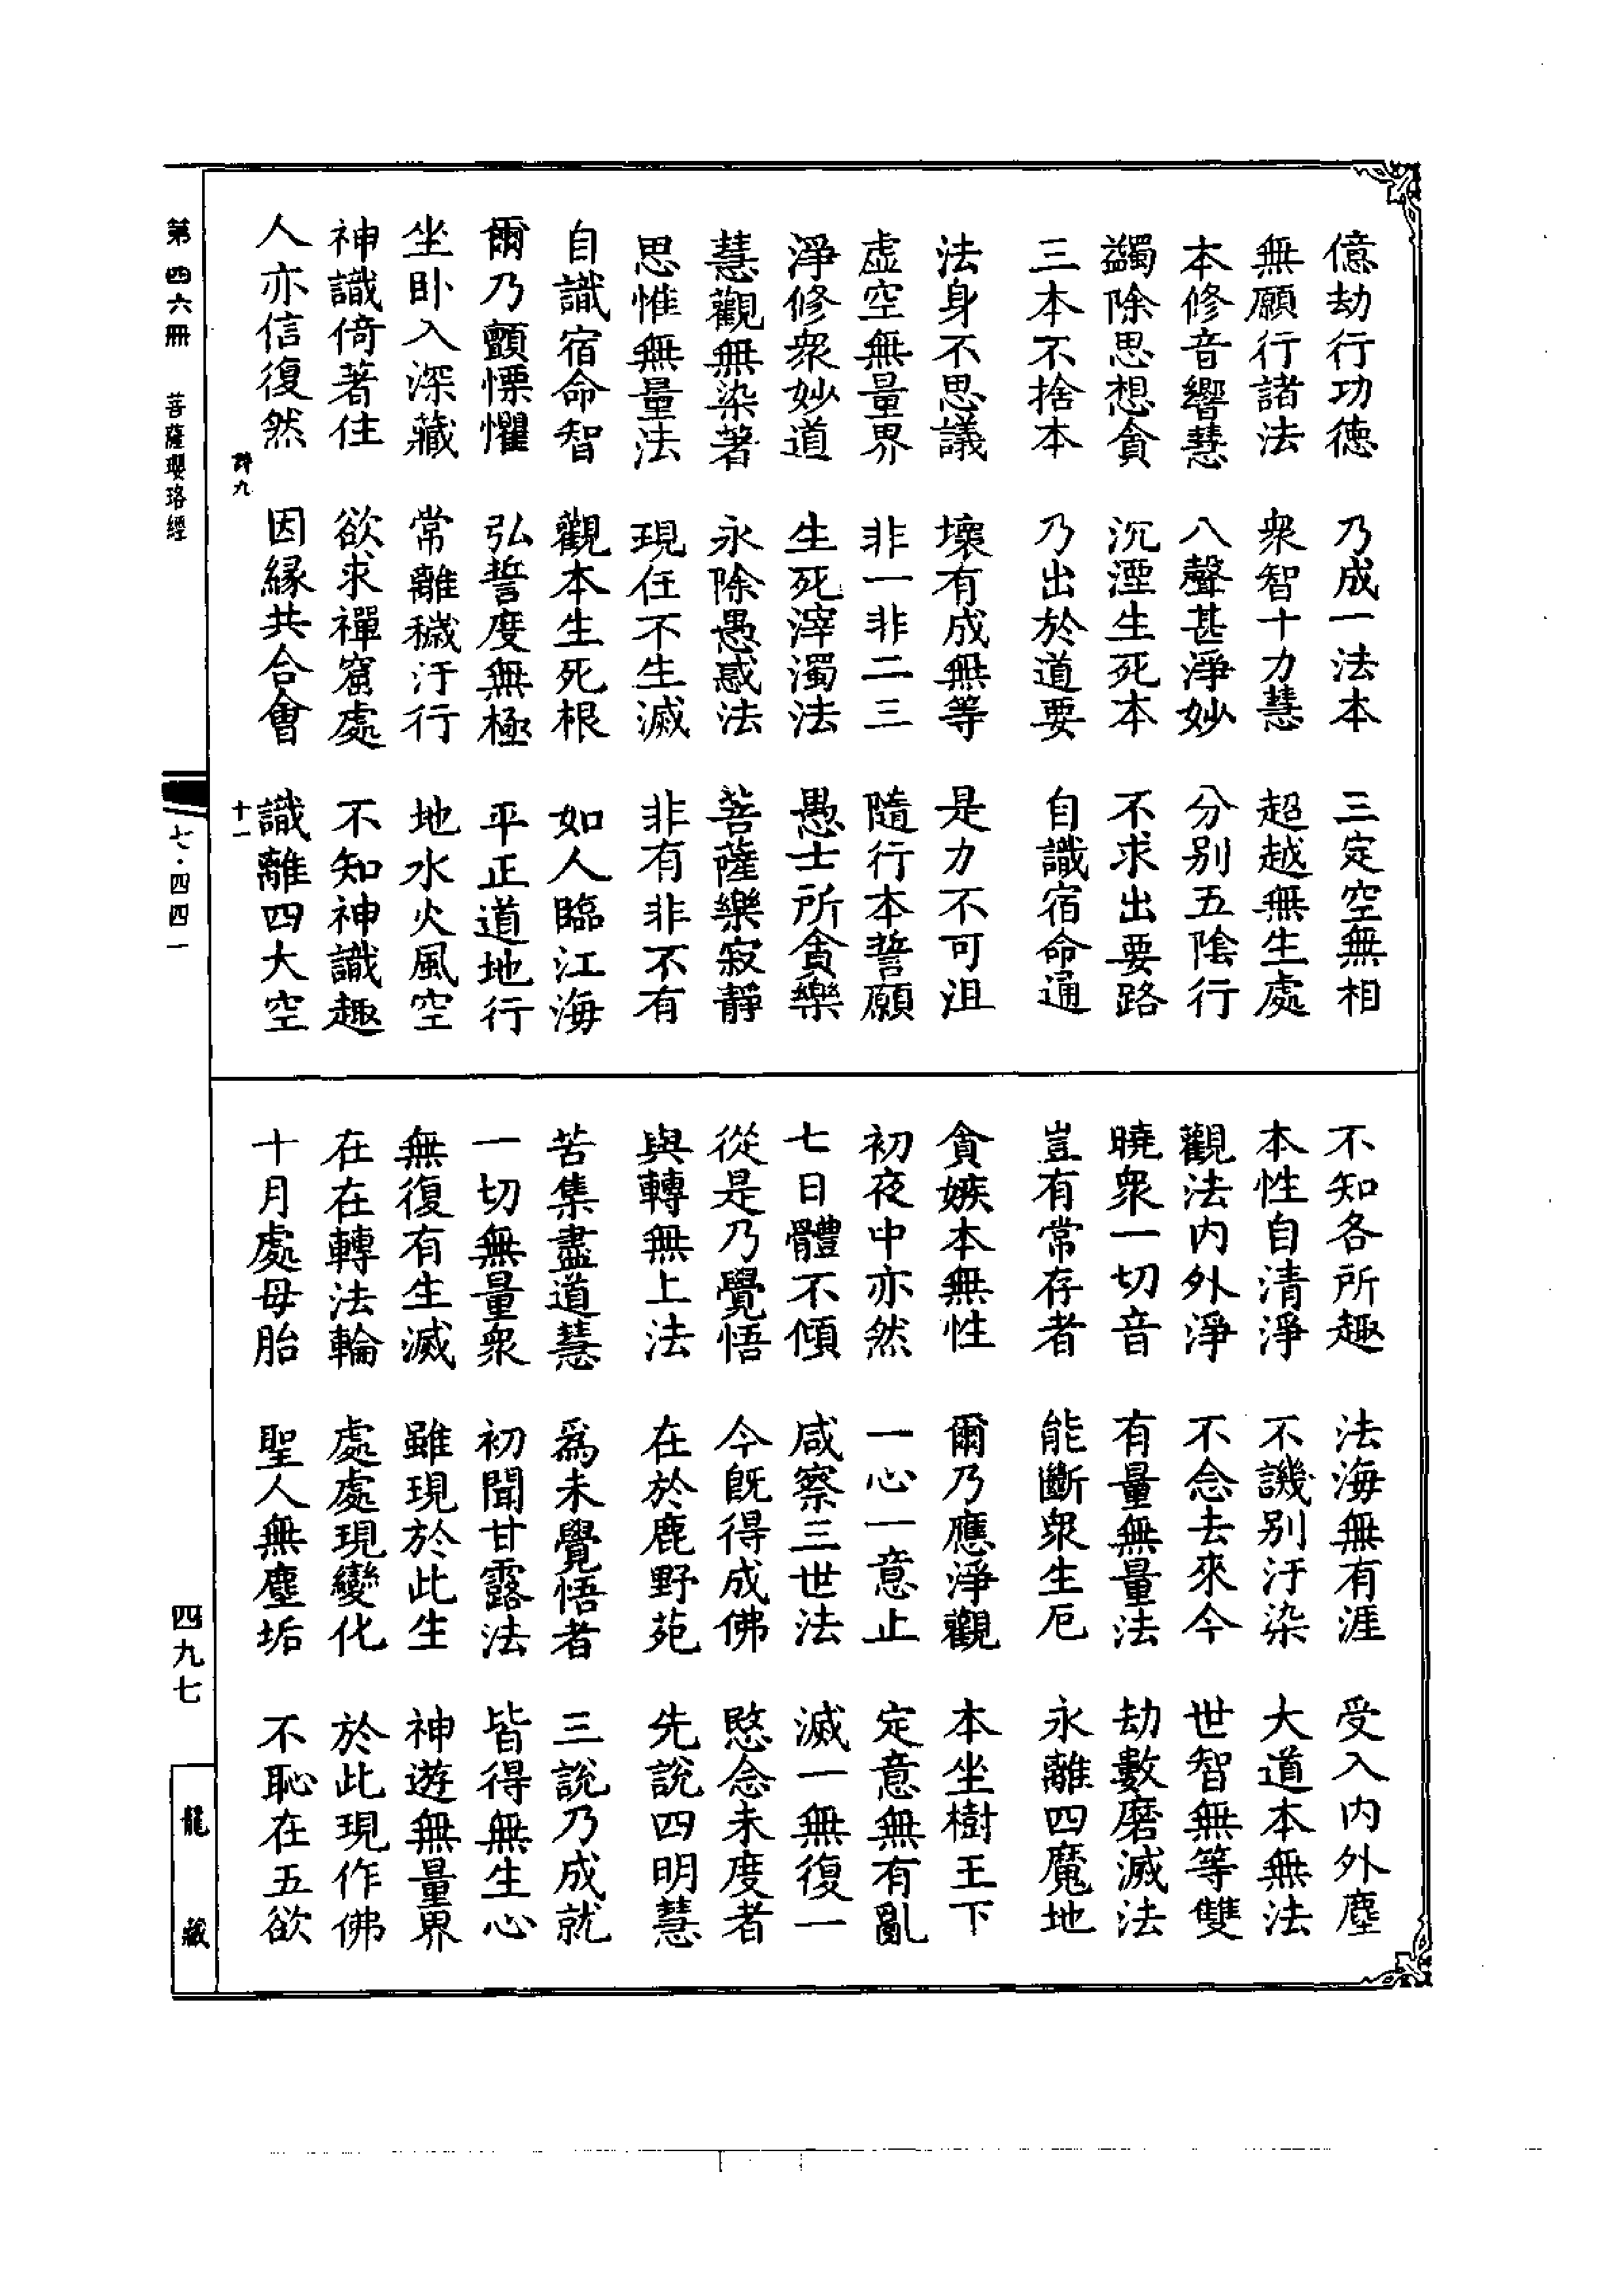 億劫行功德　乃成一法本　三定空無相
無願行諸法　衆智十力慧　超越無生處
本修音響慧　八聲甚淨妙　分别五陰行
蠲除思想貪　沉湮生死本　不求出要路
三本不捨本　乃出於道要　自識宿命通
法身不思議　壞有成無等　是力不可沮
虛空無量界　非一非二三　隨行本誓願
淨修衆妙道　生死滓濁法　愚士所貪樂
慧觀無染著　永除愚惑法　菩薩樂寂靜
思惟無量法　現在不生滅　非有非不有
自識宿命智　觀本生死根　如人臨江海
爾乃顫慄懼　弘誓度無極　平正道地行
坐卧入深藏　常離穢汙行　地水火風空
神識倚著住　欲求禪窟處　不知神識趣
人亦信復然　因緣共合會　識離四大空
不知各所趣　法海無有涯　受入内外塵
本性自清淨　不譏别汙染　大道本無法
觀法内外淨　不念去來今　世智無等雙
曉衆一切音　有量無量法　劫數磨滅法
豈有常存者　能斷衆生厄　永離四魔地
貪嫉本無性　爾乃應淨觀　本坐樹王下
初夜中亦然　一心一意止　定意無有亂
七日體不傾　咸察三世法　滅一無復一
從是乃覺悟　今既得成佛　愍念未度者
與轉無上法　在於鹿野苑　先說四明慧
苦集盡道慧　爲未覺悟者　三說乃成就
一切無量衆　初聞甘露法　皆得無生心
無復有生滅　雖現於此生　神遊無量界
在在轉法輪　處處現變化　於此現作佛
十月處母胎　聖人無塵垢　不恥在五欲
九　十一
第四六冊　菩薩瓔珞經　七·四四一　四九七　龍藏